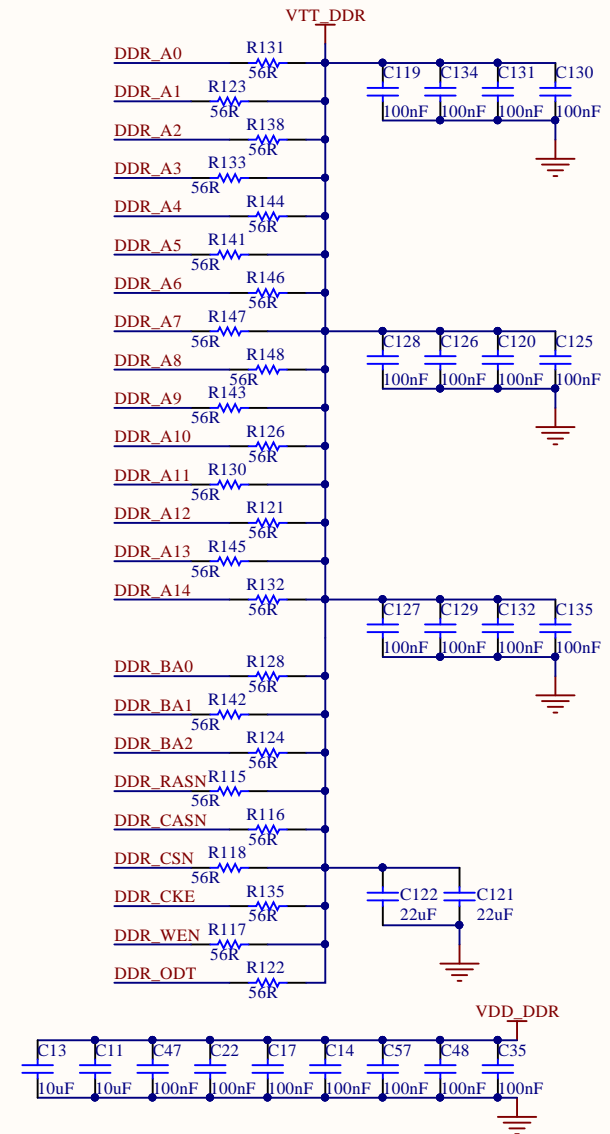 VTT_DDR
DDR_A0 R131 56R
C119 C134 C131 C130
100nF 100nF 100nF 100nF
DDR_A1 R123 56R
DDR_A2 R138 56R
DDR_A3 R133 56R
DDR_A4 R144 56R
DDR_A5 R141 56R
DDR_A6 R146 56R
DDR_A7 R147 56R
C128 C126 C120 C125
100nF 100nF 100nF 100nF
DDR_A8 R148 56R
DDR_A9 R143 56R
DDR_A10 R126 56R
DDR_A11 R130 56R
DDR_A12 R121 56R
DDR_A13 R145 56R
DDR_A14 R132 56R
C127 C129 C132 C135
100nF 100nF 100nF 100nF
DDR_BA0 R128 56R
DDR_BA1 R142 56R
DDR_BA2 R124 56R
DDR_RASN R115 56R
DDR_CASN R116 56R
DDR_CSN R118 56R
C122 C121
22uF 22uF
DDR_CKE R135 56R
DDR_WEN R117 56R
DDR_ODT R122 56R
VDD_DDR
C13 C11 C47 C22 C17 C14 C57 C48 C35
10uF 10uF 100nF 100nF 100nF 100nF 100nF 100nF 100nF